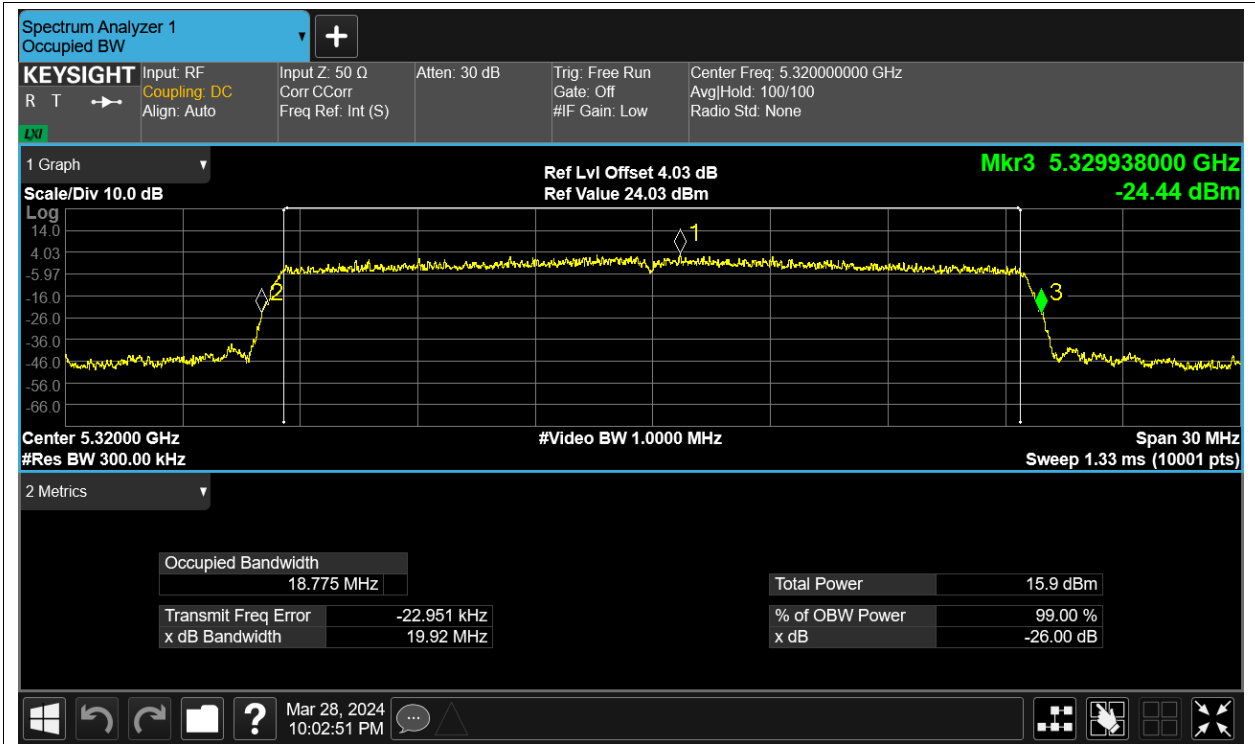 Spectrum Analyzer 1
Occupied BW
+
KEYSIGHT
R T
LXI
Input: RF
Coupling: DC
Align: Auto
Input Z: 50 Ω
Corr CCorr
Freq Ref: Int (S)
Atten: 30 dB
Trig: Free Run
Gate: Off
#IF Gain: Low
Center Freq: 5.320000000 GHz
Avg|Hold: 100/100
Radio Std: None
1 Graph
Scale/Div 10.0 dB
Ref Lvl Offset 4.03 dB
Ref Value 24.03 dBm
Mkr3 5.329938000 GHz
-24.44 dBm
Log
14.0
4.03
-5.97
-16.0
-26.0
-36.0
-46.0
-56.0
-66.0
1
2
3
Center 5.32000 GHz
#Res BW 300.00 kHz
#Video BW 1.0000 MHz
Span 30 MHz
Sweep 1.33 ms (10001 pts)
2 Metrics
Occupied Bandwidth
18.775 MHz
Transmit Freq Error -22.951 kHz
x dB Bandwidth 19.92 MHz
Total Power 15.9 dBm
% of OBW Power 99.00 %
x dB -26.00 dB
?
Mar 28, 2024
10:02:51 PM